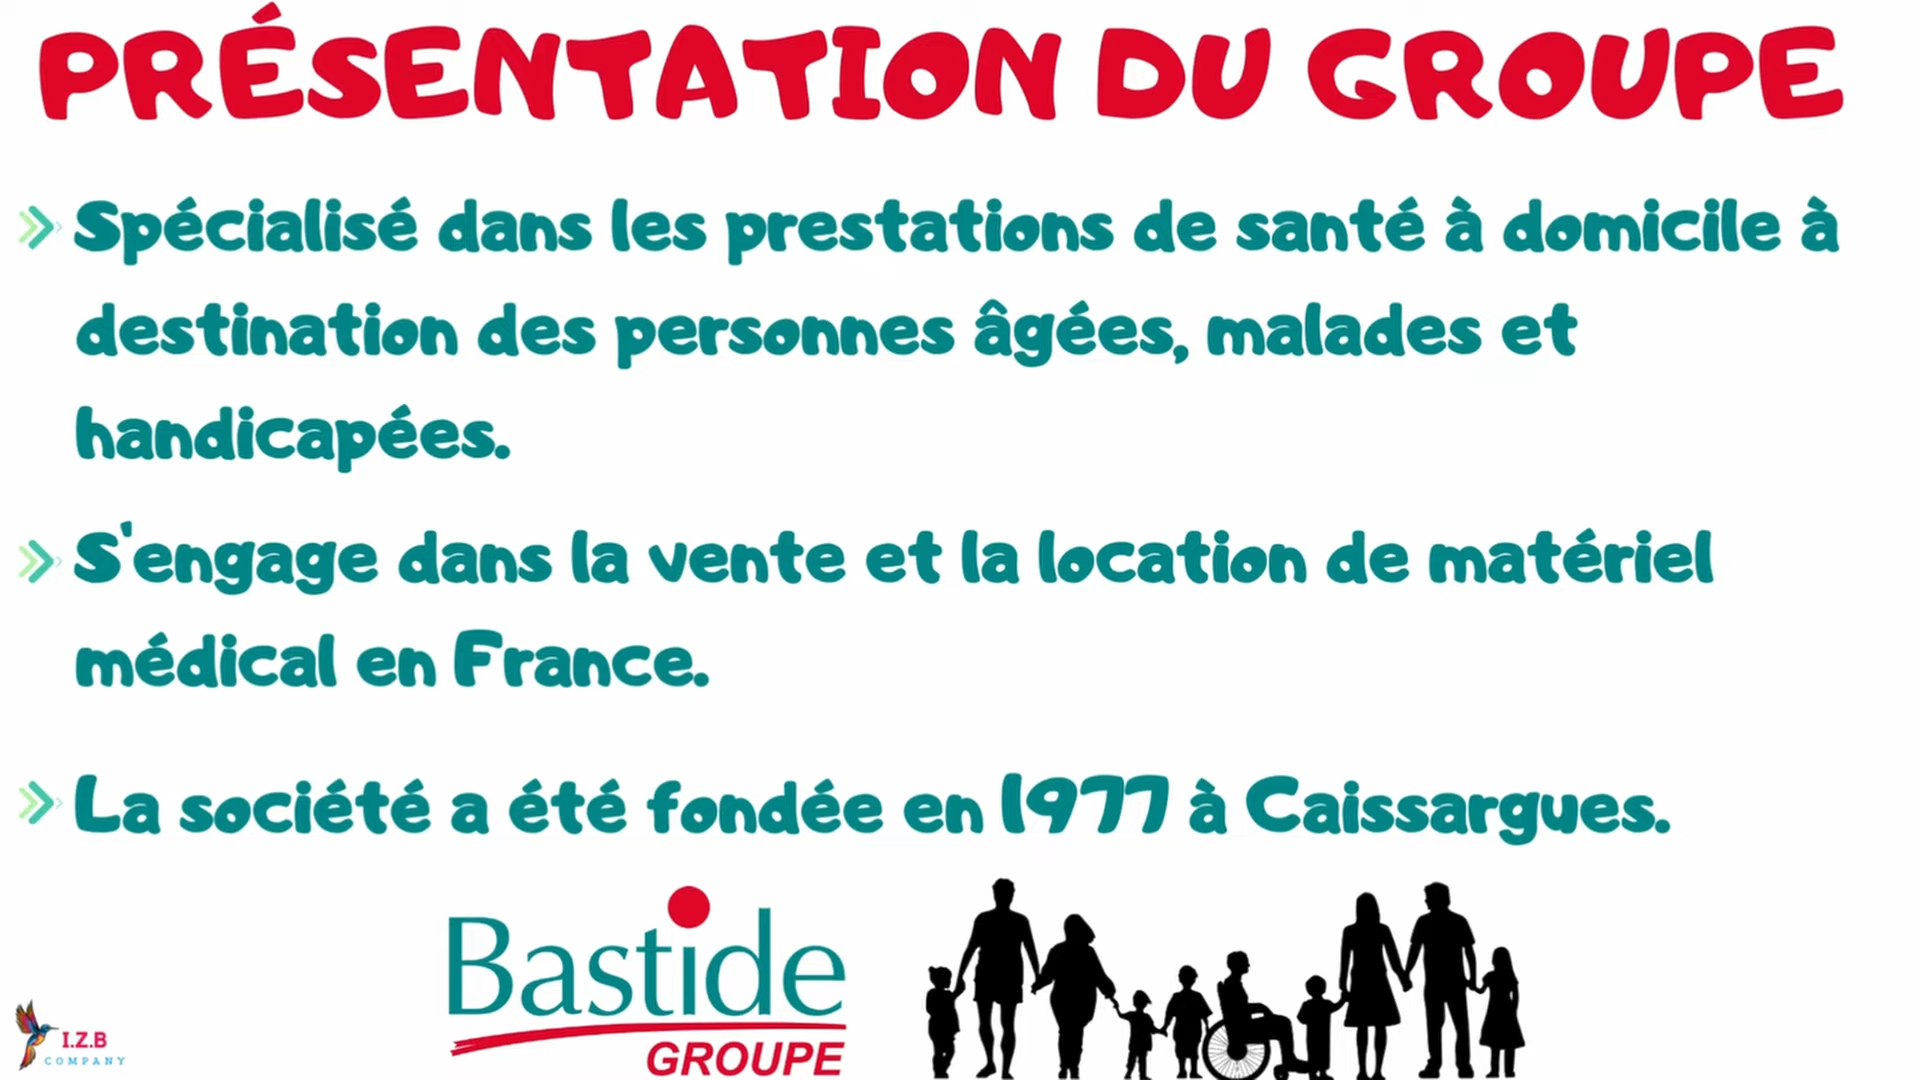 PRÉSENTATION DU GROUPE
Spécialisé dans les prestations de santé à domicile à
destination des personnes âgées, malades et
handicapées.
S'engage dans la vente et la location de matériel
médical en France.
La société a été fondée en 1977 à Caissargues.
Bastide
GROUPE
I.Z.B
COMPANY